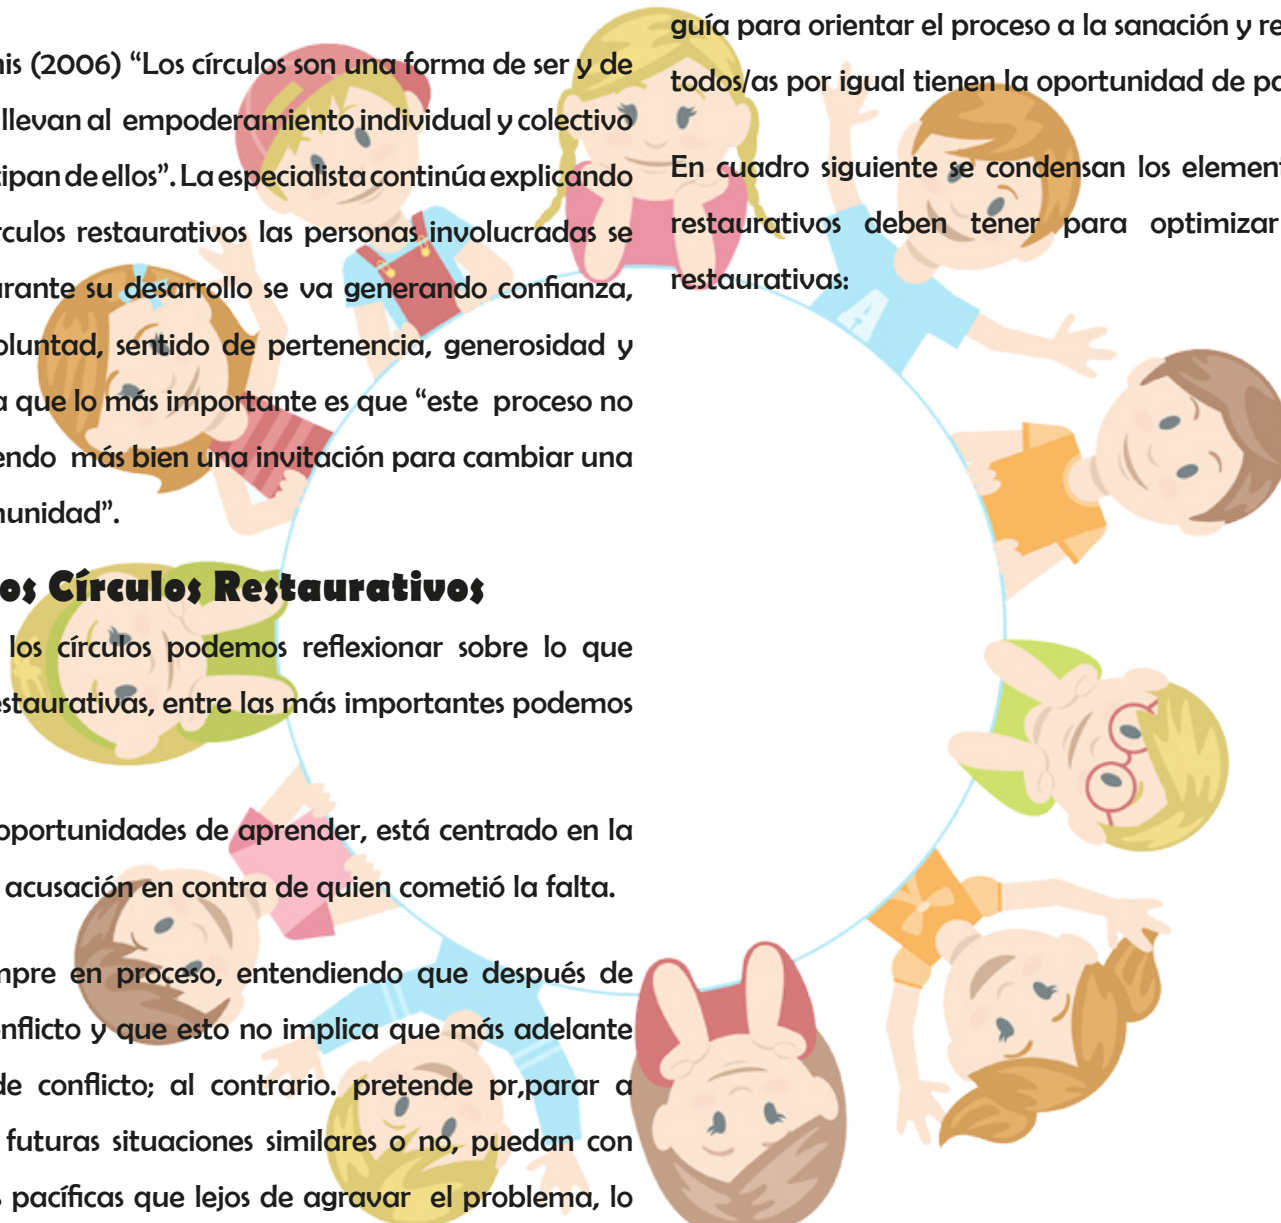 nis (2006) “Los círculos son una forma de ser y de
llevan al empoderamiento individual y colectivo
cipan de ellos”. La especialista continúa explicando
rculos restaurativos las personas involucradas se
urante su desarrollo se va generando confianza,
oluntad, sentido de pertenencia, generosidad y
a que lo más importante es que “este proceso no
endo más bien una invitación para cambiar una
munidad”.
os Círculos Restaurativos
los círculos podemos reflexionar sobre lo que
estaurativas, entre las más importantes podemos
oportunidades de aprender, está centrado en la
acusación en contra de quien cometió la falta.
mpre en proceso, entendiendo que después de
onflicto y que esto no implica que más adelante
de conflicto; al contrario. pretende pr,parar a
futuras situaciones similares o no, puedan con
s pacíficas que lejos de agravar el problema, lo
guía para orientar el proceso a la sanación y re
todos/as por igual tienen la oportunidad de pa
En cuadro siguiente se condensan los element
restaurativos deben tener para optimizar
restaurativas:
A